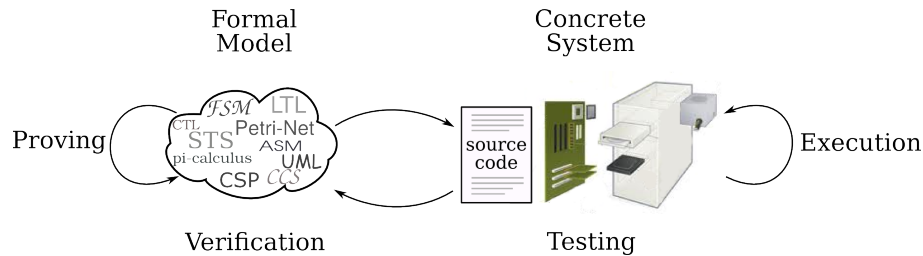 Formal
Model
Concrete
System
Proving
FSM LTL
CTL
STS Petri-Net
ASM
pi-calculus
UML
CSP CCS
source
code
Execution
Verification
Testing